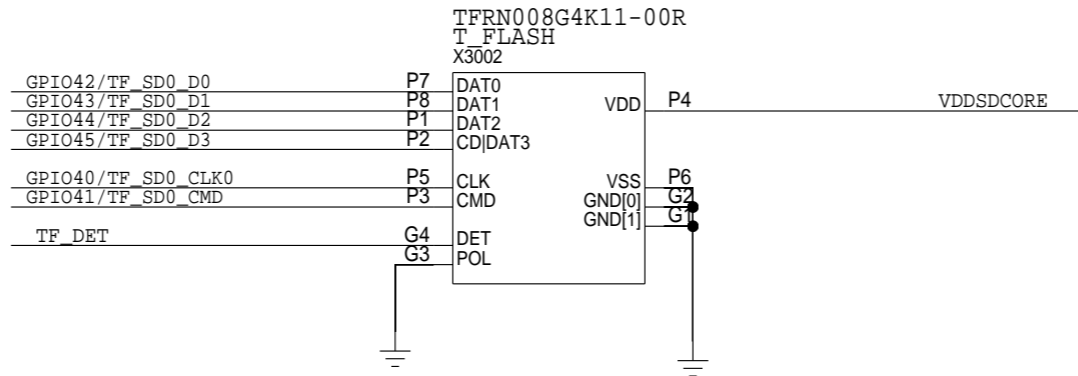 TFRN008G4K11-00R
T_FLASH
X3002
GPIO42/TF_SD0_D0 P7 DAT0
GPIO43/TF_SD0_D1 P8 DAT1 VDD P4 VDDSDCORE
GPIO44/TF_SD0_D2 P1 DAT2
GPIO45/TF_SD0_D3 P2 CD|DAT3
GPIO40/TF_SD0_CLK0 P5 CLK VSS P6
GPIO41/TF_SD0_CMD P3 CMD GND[0] G2
GND[1] G1
TF_DET G4 DET
G3 POL